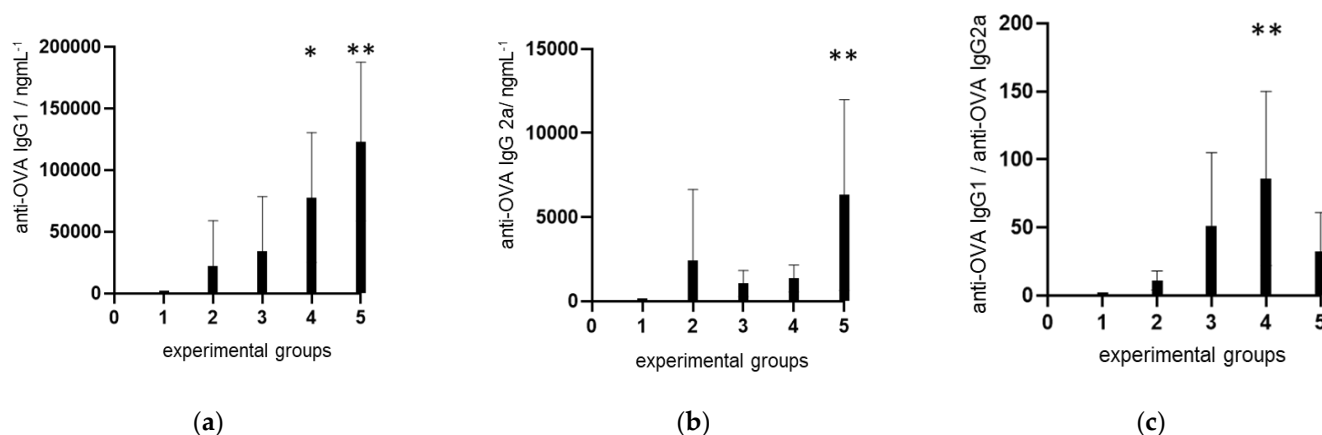 anti-OVA IgG1 / ngmL⁻¹
200000
150000
100000
50000
0
* **
0 1 2 3 4 5
experimental groups
(a)
anti-OVA IgG 2a/ ngmL⁻¹
15000
10000
5000
0
**
0 1 2 3 4 5
experimental groups
(b)
anti-OVA IgG1 / anti-OVA IgG2a
200
150
100
50
0
**
0 1 2 3 4 5
experimental groups
(c)